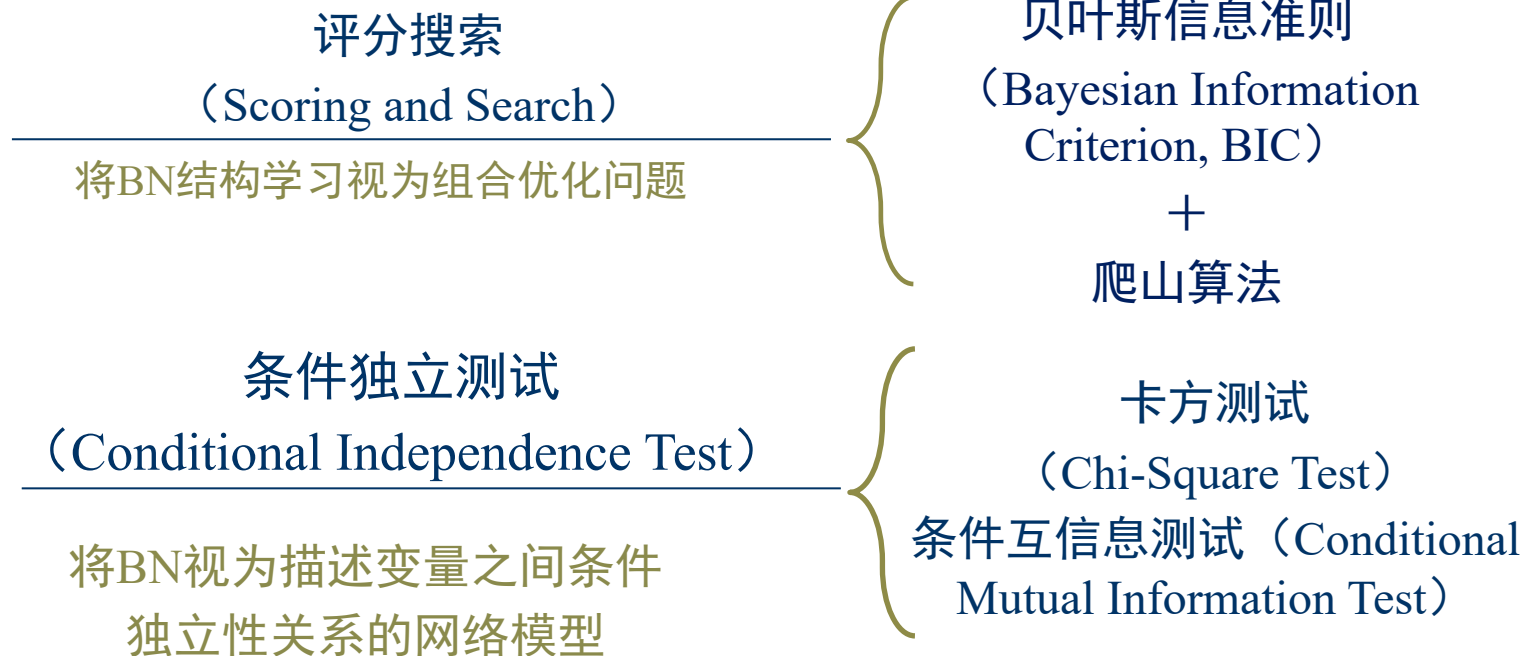 评分搜索
（Scoring and Search）
将BN结构学习视为组合优化问题
贝叶斯信息准则
（Bayesian Information
Criterion, BIC）
＋
爬山算法
条件独立测试
（Conditional Independence Test）
将BN视为描述变量之间条件
独立性关系的网络模型
卡方测试
（Chi-Square Test）
条件互信息测试（Conditional
Mutual Information Test）